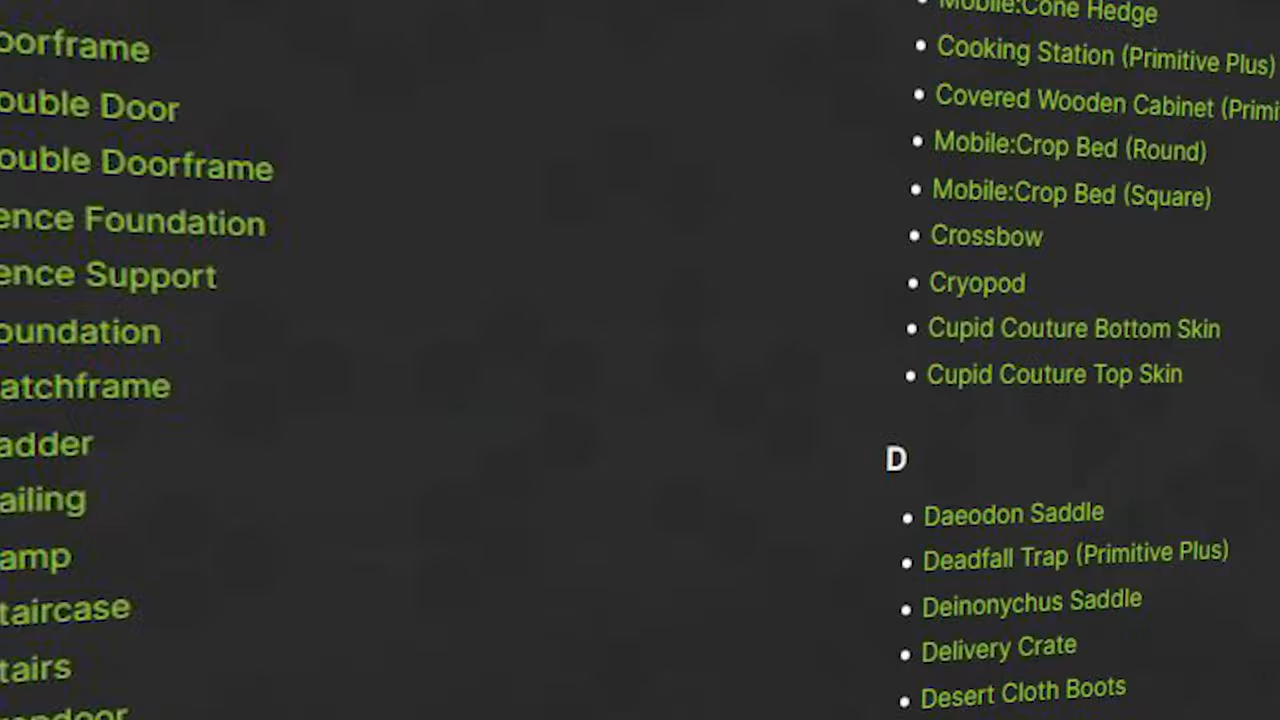 oorframe
ouble Door
ouble Doorframe
ence Foundation
ence Support
oundation
atchframe
adder
ailing
amp
taircase
tairs
Mobile:Cone Hedge
Cooking Station (Primitive Plus)
Covered Wooden Cabinet (Primi
Mobile:Crop Bed (Round)
Mobile:Crop Bed (Square)
Crossbow
Cryopod
Cupid Couture Bottom Skin
Cupid Couture Top Skin
D
Daeodon Saddle
Deadfall Trap (Primitive Plus)
Deinonychus Saddle
Delivery Crate
Desert Cloth Boots